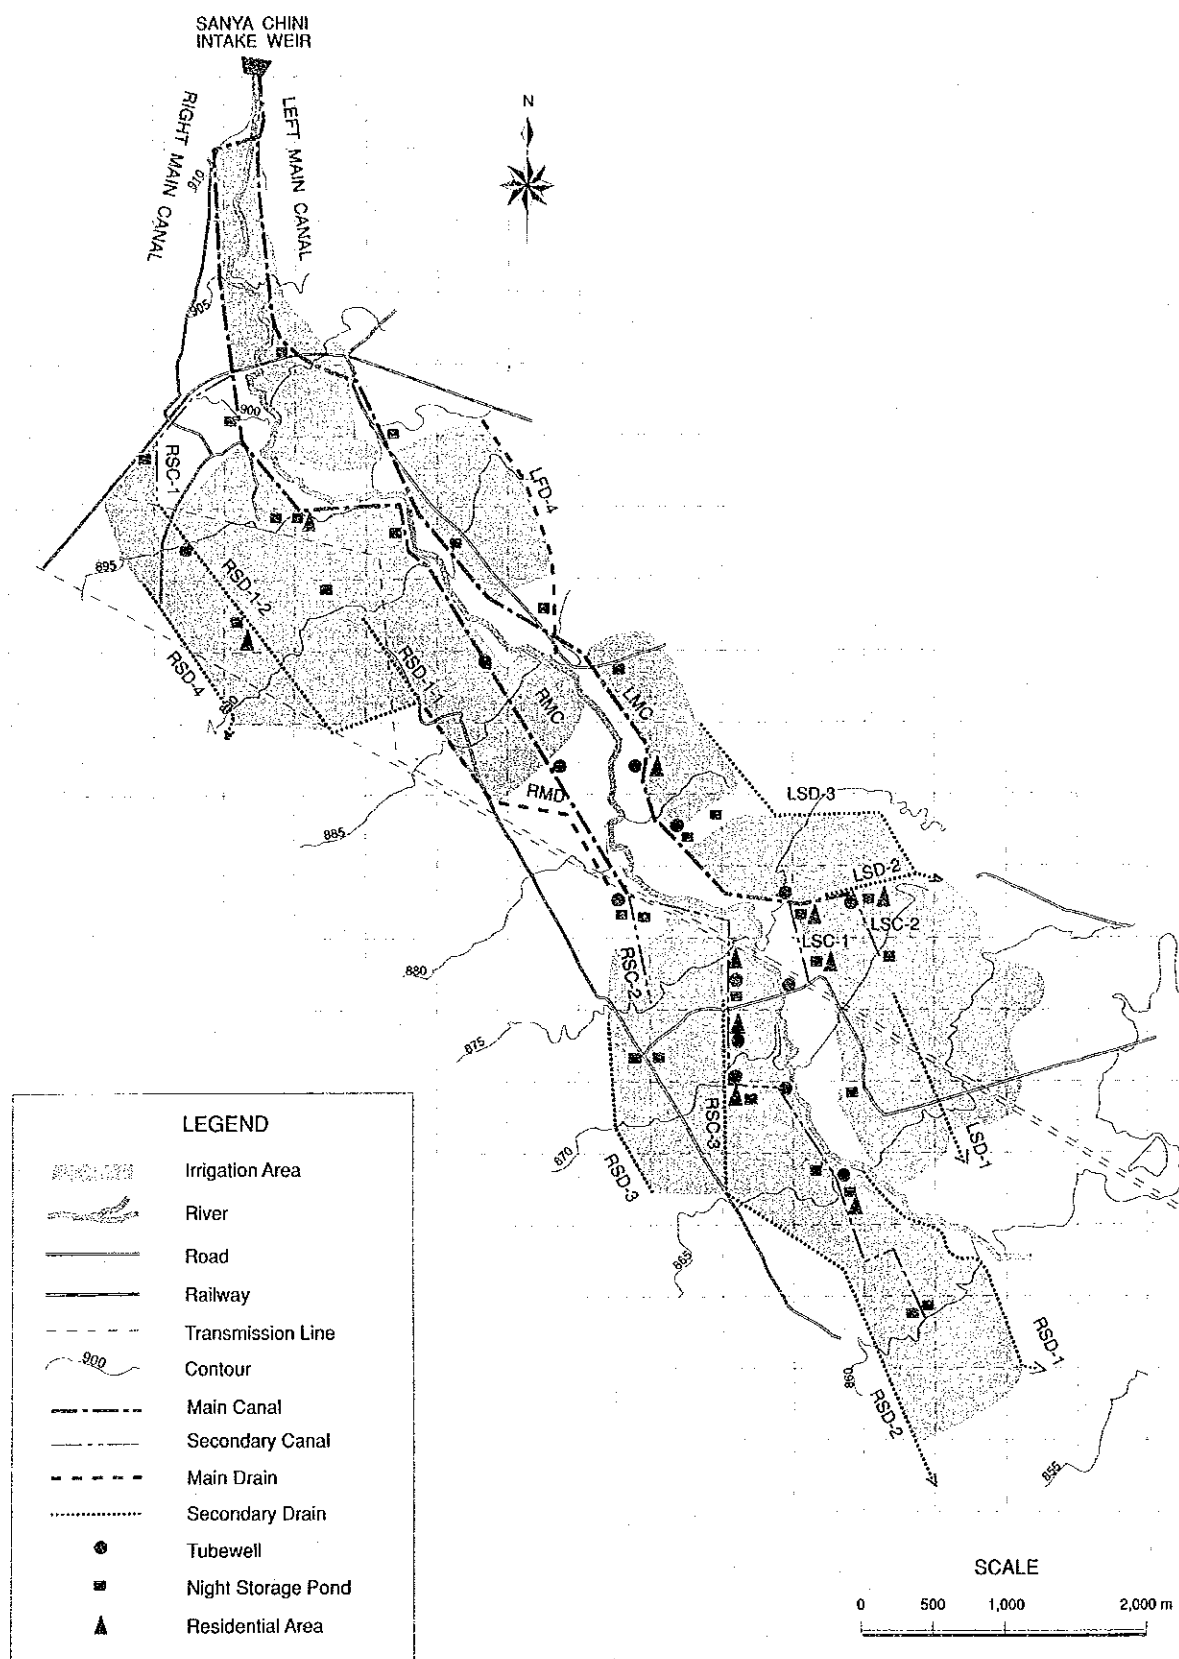 SANYA CHINI
INTAKE WEIR
RIGHT MAIN CANAL
LEFT MAIN CANAL
N
910
905
900
RSC-1
LFD-4
895
RSD-1-2
RSD-4
890
RSD-1-1
RMC
LMC
RMD
LSD-3
885
LSD-2
LSC-2
LSC-1
880
RSC-2
875
RSC-3
LSD-1
870
RSD-3
865
RSD-1
860
RSD-2
855
LEGEND
Irrigation Area
River
Road
Railway
Transmission Line
900
Contour
Main Canal
Secondary Canal
Main Drain
Secondary Drain
Tubewell
Night Storage Pond
Residential Area
SCALE
0 500 1,000 2,000 m